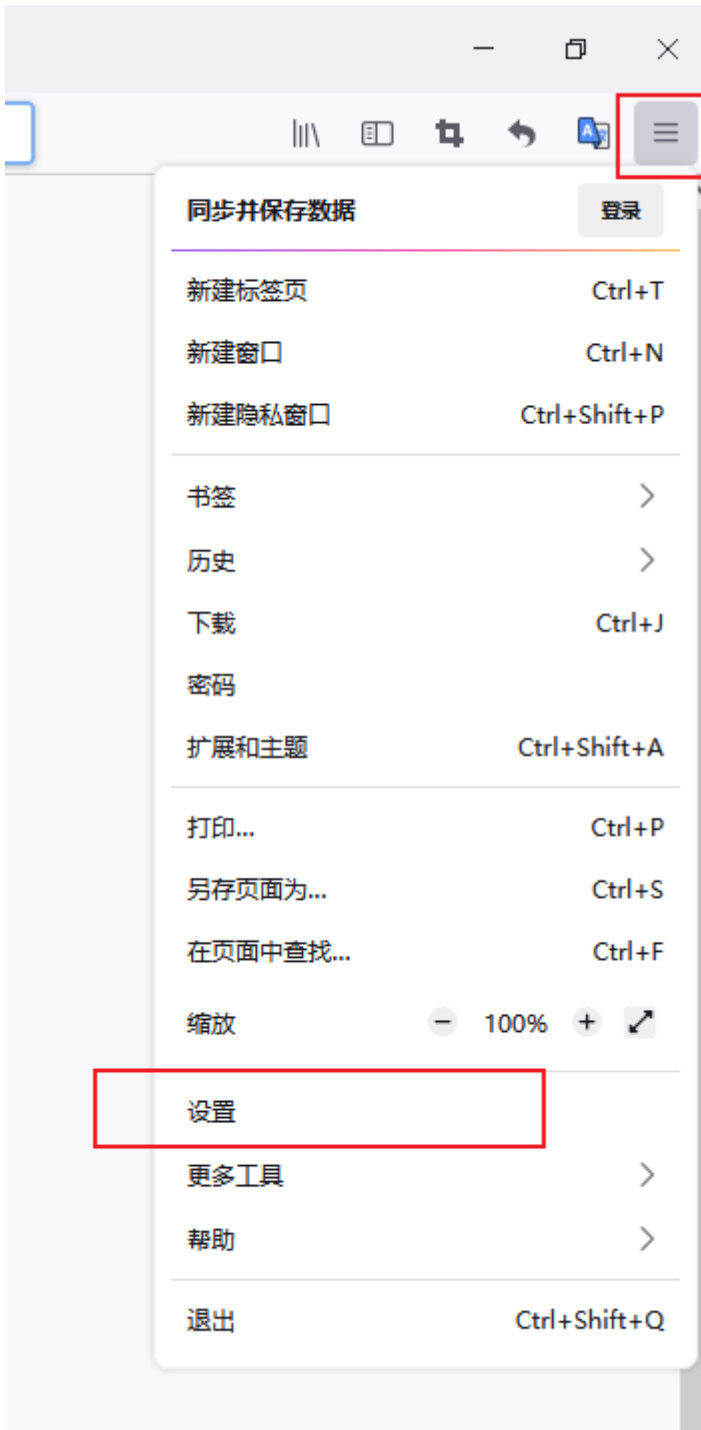 同步并保存数据 登录
新建标签页 Ctrl+T
新建窗口 Ctrl+N
新建隐私窗口 Ctrl+Shift+P
书签
历史
下载 Ctrl+J
密码
扩展和主题 Ctrl+Shift+A
打印... Ctrl+P
另存页面为... Ctrl+S
在页面中查找... Ctrl+F
缩放 − 100% +
设置
更多工具
帮助
退出 Ctrl+Shift+Q